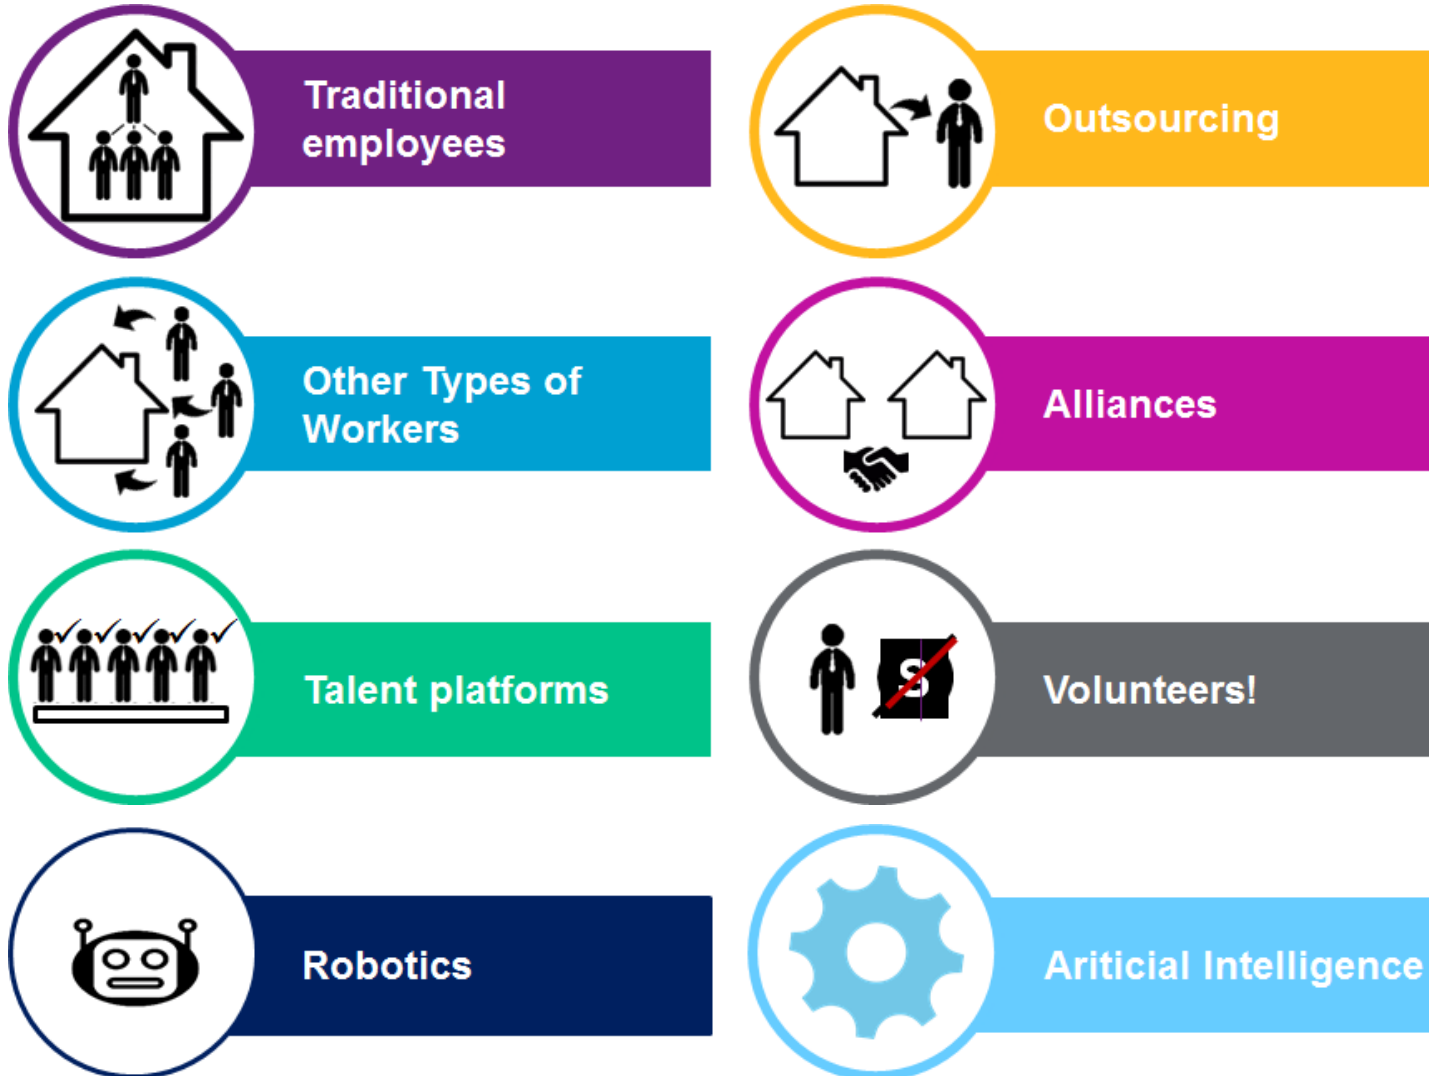 Traditional
employees
Outsourcing
Other Types of
Workers
Alliances
Talent platforms
S
Volunteers!
Robotics
Ariticial Intelligence